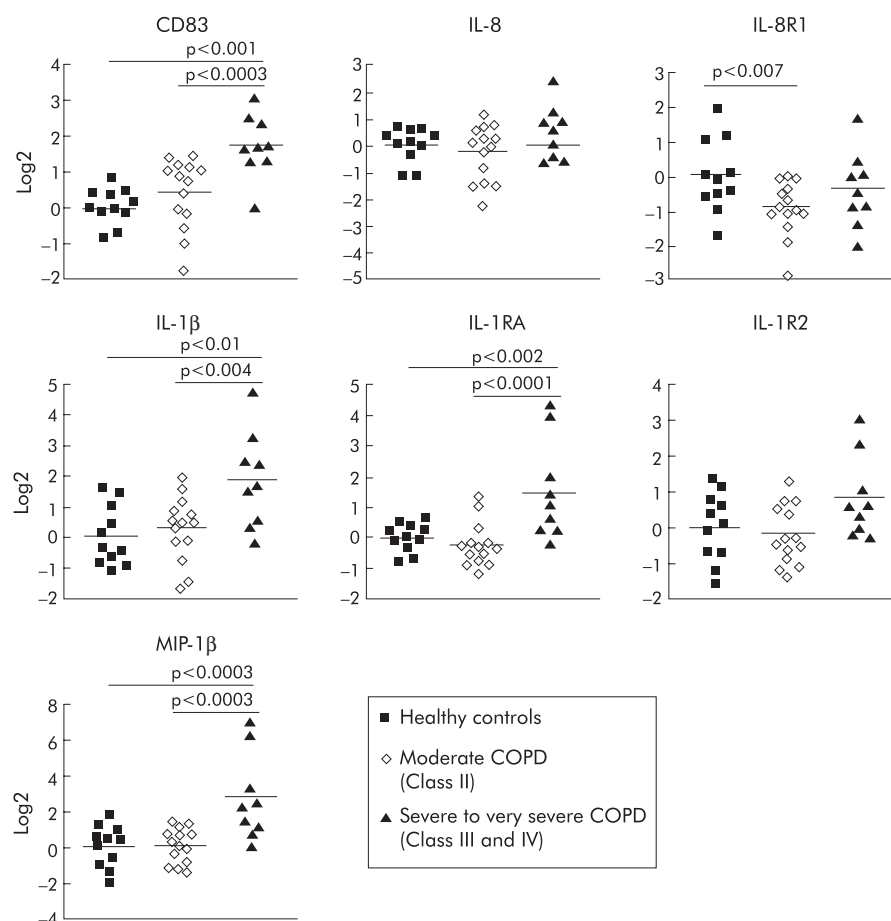 CD83
p<0.001
p<0.0003
4
3
2
1
0
–1
–2
Log2
IL-8
3
2
1
0
–1
–2
–3
–4
–5
IL-8R1
p<0.007
3
2
1
0
–1
–2
–3
IL-1β
p<0.01
p<0.004
5
4
3
2
1
0
–1
–2
Log2
IL-1RA
p<0.002
p<0.0001
5
4
3
2
1
0
–1
–2
IL-1R2
4
3
2
1
0
–1
–2
MIP-1β
p<0.0003
p<0.0003
8
6
4
2
0
–2
–4
Log2
Healthy controls
Moderate COPD
(Class II)
Severe to very severe COPD
(Class III and IV)